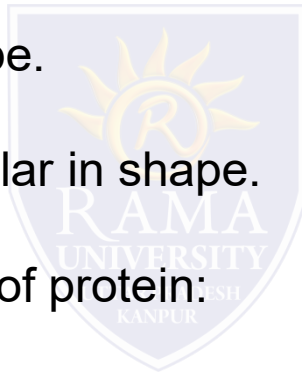 pe.
lar in shape.
of protein:
RAMA
UNIVERSITY
KANPUR